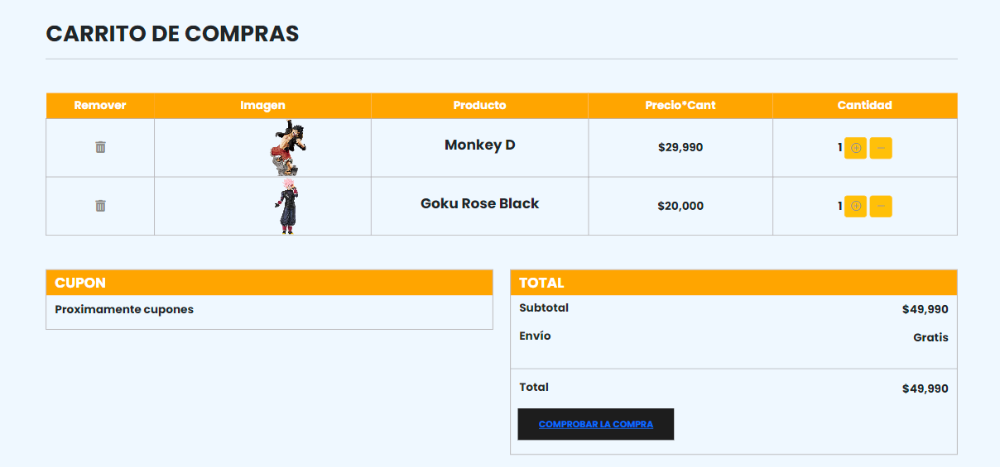 CARRITO DE COMPRAS
Remover Imagen Producto Precio*Cant Cantidad
Monkey D $29,990 1
Goku Rose Black $20,000 1
CUPON
Proximamente cupones
TOTAL
Subtotal $49,990
Envío Gratis
Total $49,990
COMPROBAR LA COMPRA